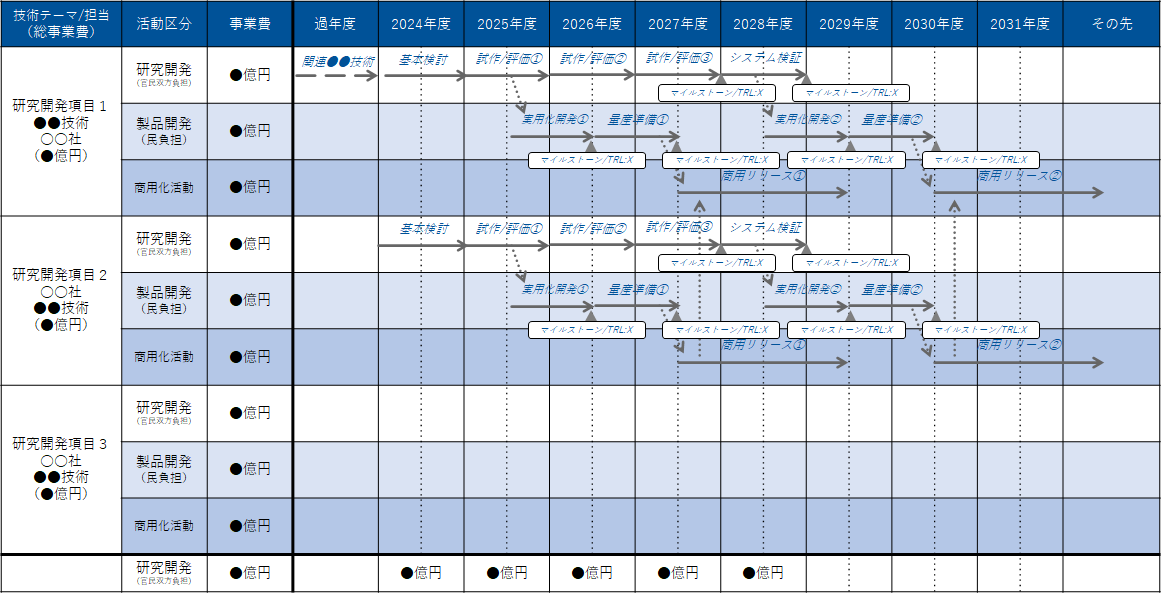 技術テーマ/担当
（総事業費）
活動区分
事業費
過年度
2024年度
2025年度
2026年度
2027年度
2028年度
2029年度
2030年度
2031年度
その先
研究開発項目１
●●技術
〇〇社
（●億円）
研究開発
（官民双方負担）
●億円
関連●●技術
基本検討
試作/評価①
試作/評価②
試作/評価③
システム検証
マイルストーン/TRL:X
マイルストーン/TRL:X
製品開発
（民負担）
●億円
実用化開発①
量産準備①
実用化開発②
量産準備②
マイルストーン/TRL:X
マイルストーン/TRL:X
マイルストーン/TRL:X
マイルストーン/TRL:X
商用化活動
●億円
商用リリース①
商用リリース②
研究開発項目２
〇〇社
●●技術
（●億円）
研究開発
（官民双方負担）
●億円
基本検討
試作/評価①
試作/評価②
試作/評価③
システム検証
マイルストーン/TRL:X
マイルストーン/TRL:X
製品開発
（民負担）
●億円
実用化開発①
量産準備①
実用化開発②
量産準備②
マイルストーン/TRL:X
マイルストーン/TRL:X
マイルストーン/TRL:X
マイルストーン/TRL:X
商用化活動
●億円
商用リリース①
商用リリース②
研究開発項目３
〇〇社
●●技術
（●億円）
研究開発
（官民双方負担）
●億円
製品開発
（民負担）
●億円
商用化活動
●億円
研究開発
（官民双方負担）
●億円
●億円
●億円
●億円
●億円
●億円